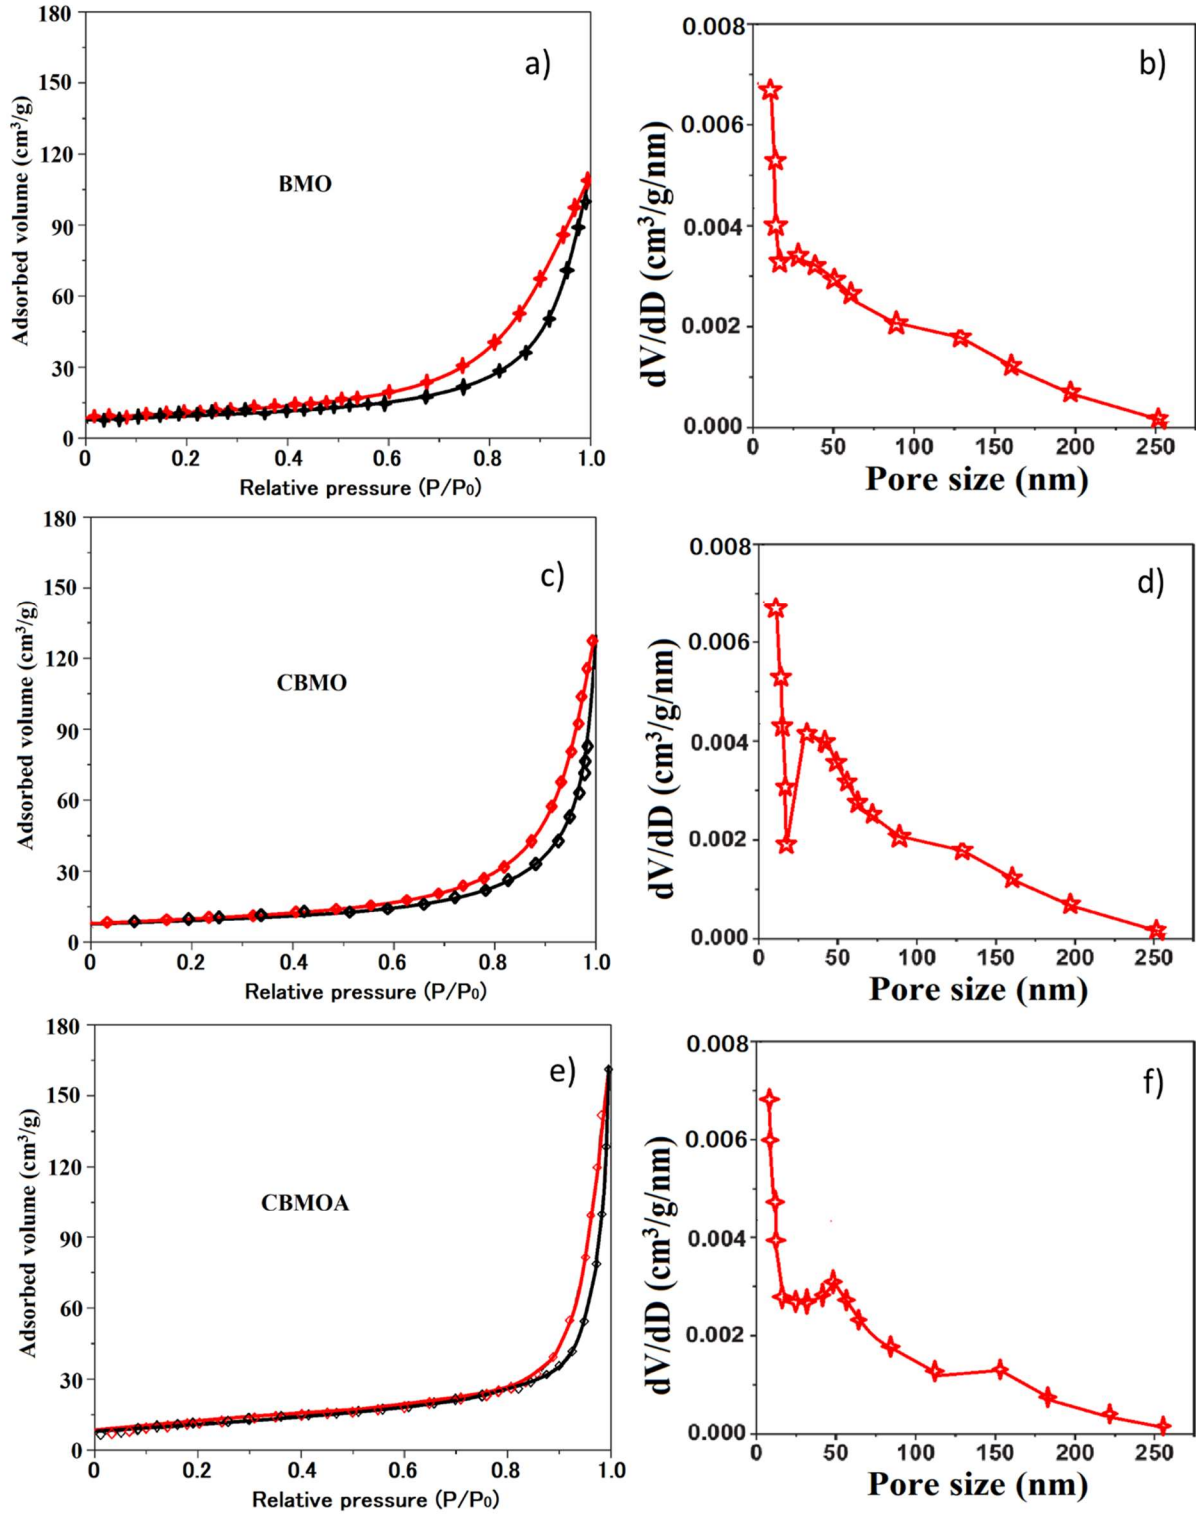 180
150
120
90
60
30
0
Adsorbed volume (cm³/g)
a)
BMO
0 0.2 0.4 0.6 0.8 1.0
Relative pressure (P/P₀)
0.008
0.006
0.004
0.002
0.000
dV/dD (cm³/g/nm)
b)
0 50 100 150 200 250
Pore size (nm)
180
150
120
90
60
30
0
Adsorbed volume (cm³/g)
c)
CBMO
0 0.2 0.4 0.6 0.8 1.0
Relative pressure (P/P₀)
0.008
0.006
0.004
0.002
0.000
dV/dD (cm³/g/nm)
d)
0 50 100 150 200 250
Pore size (nm)
180
150
120
90
60
30
0
Adsorbed volume (cm³/g)
e)
CBMOA
0 0.2 0.4 0.6 0.8 1.0
Relative pressure (P/P₀)
0.008
0.006
0.004
0.002
0.000
dV/dD (cm³/g/nm)
f)
0 50 100 150 200 250
Pore size (nm)